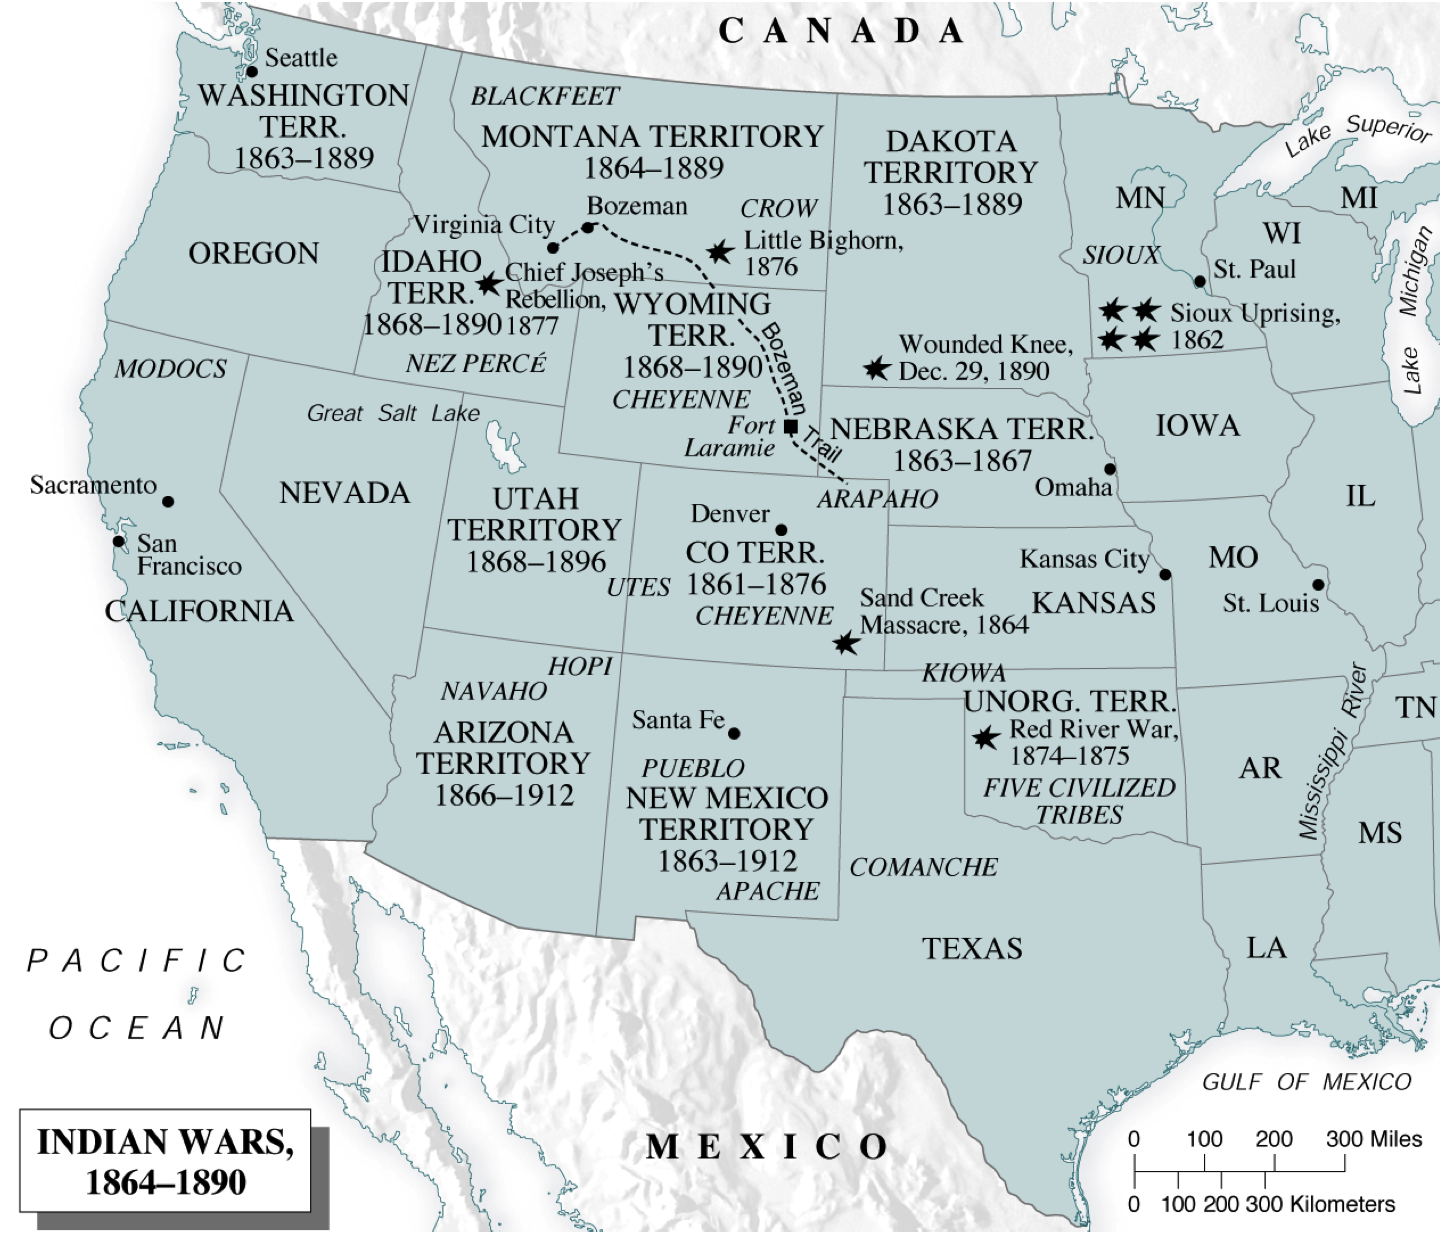 CANADA
Seattle
WASHINGTON
TERR.
1863–1889
BLACKFEET
MONTANA TERRITORY
1864–1889
DAKOTA
TERRITORY
1863–1889
Lake Superior
MN
MI
WI
Lake Michigan
Bozeman
Virginia City
CROW
Little Bighorn,
1876
OREGON
IDAHO
TERR.
1868–1890
Chief Joseph's
Rebellion,
1877
NEZ PERCÉ
SIOUX
St. Paul
Sioux Uprising,
1862
WYOMING
TERR.
1868–1890
CHEYENNE
Bozeman
Trail
Fort
Laramie
Wounded Knee,
Dec. 29, 1890
MODOCS
Great Salt Lake
NEBRASKA TERR.
1863–1867
IOWA
Omaha
Sacramento
NEVADA
UTAH
TERRITORY
1868–1896
ARAPAHO
IL
San
Francisco
CALIFORNIA
Denver
CO TERR.
1861–1876
UTES
CHEYENNE
Sand Creek
Massacre, 1864
Kansas City
KANSAS
MO
St. Louis
HOPI
NAVAHO
ARIZONA
TERRITORY
1866–1912
Santa Fe
PUEBLO
NEW MEXICO
TERRITORY
1863–1912
APACHE
KIOWA
UNORG. TERR.
Red River War,
1874–1875
FIVE CIVILIZED
TRIBES
COMANCHE
Mississippi River
TN
AR
MS
TEXAS
LA
PACIFIC
OCEAN
GULF OF MEXICO
MEXICO
INDIAN WARS,
1864–1890
0 100 200 300 Miles
0 100 200 300 Kilometers